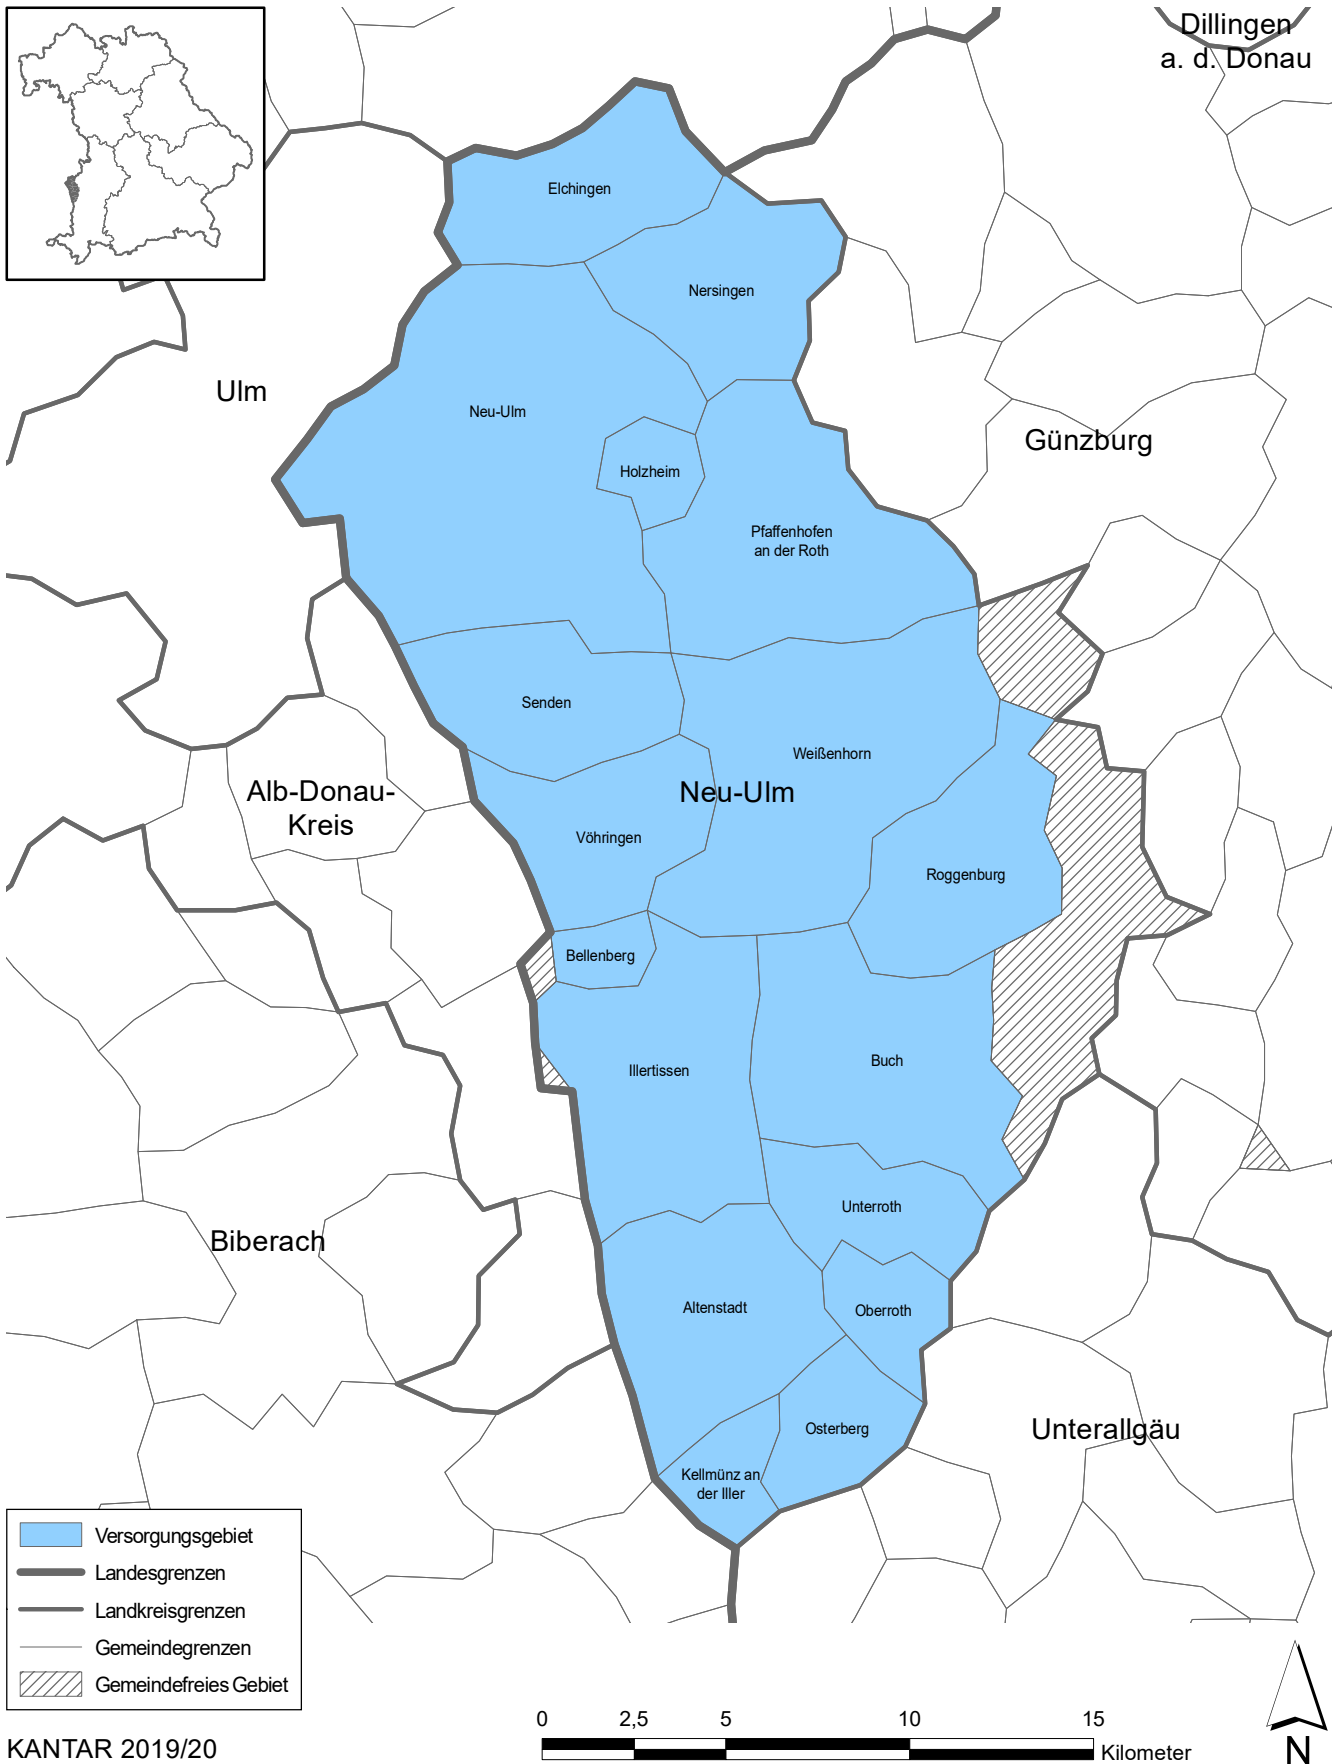 Dillingen
a. d. Donau
Elchingen
Nersingen
Ulm
Neu-Ulm
Günzburg
Holzheim
Pfaffenhofen
an der Roth
Senden
Weißenhorn
Alb-Donau-
Kreis
Neu-Ulm
Vöhringen
Roggenburg
Bellenberg
Illertissen
Buch
Unterroth
Biberach
Altenstadt
Oberroth
Osterberg
Unterallgäu
Kellmünz an
der Iller
Versorgungsgebiet
Landesgrenzen
Landkreisgrenzen
Gemeindegrenzen
Gemeindefreies Gebiet
0 2,5 5 10 15
Kilometer
N
KANTAR 2019/20